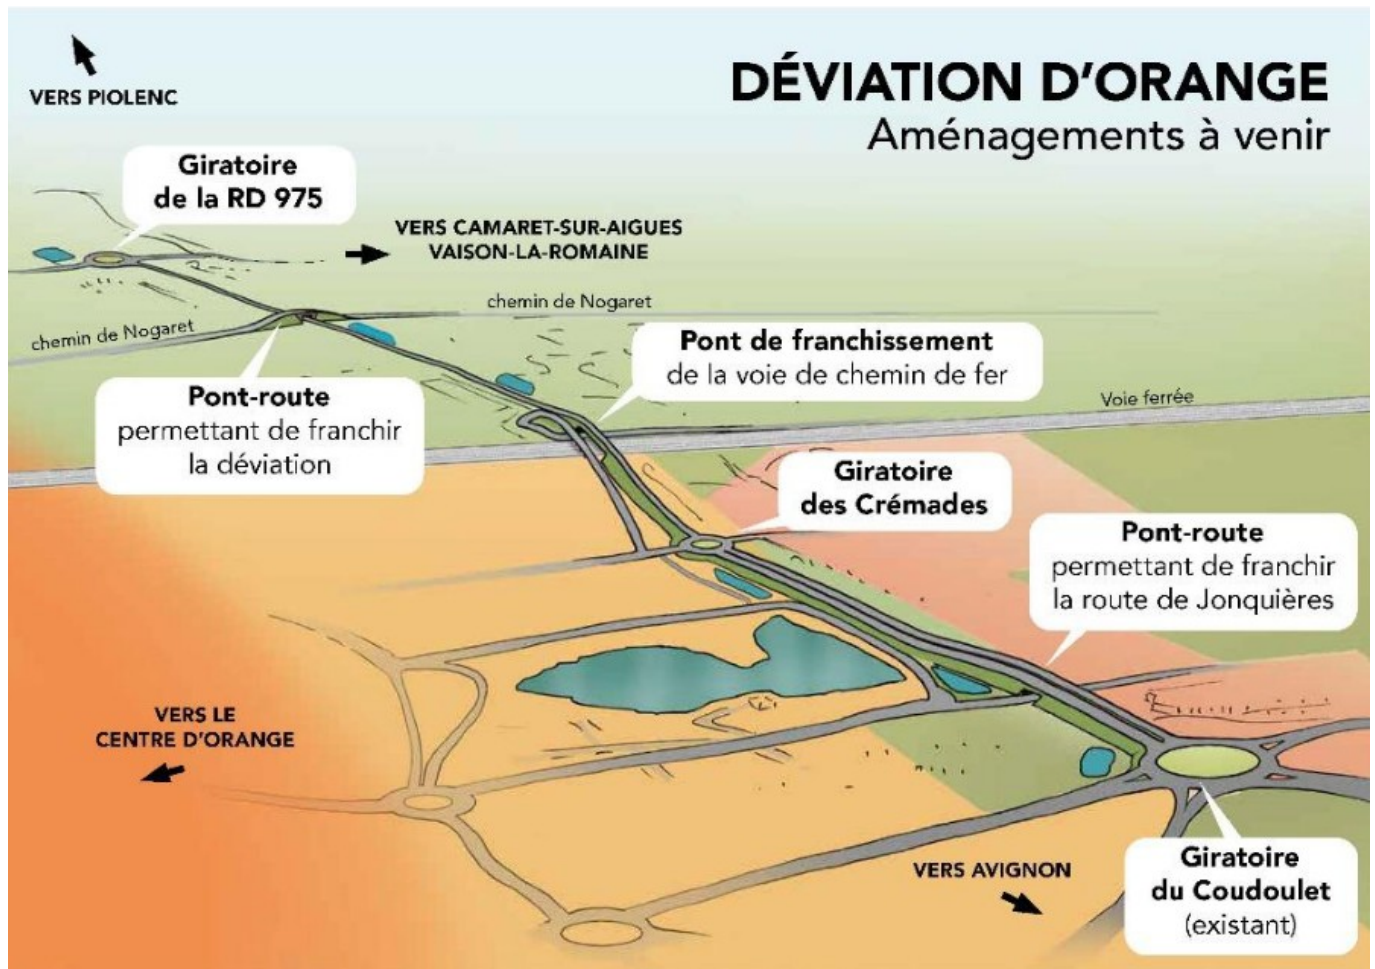 DÉVIATION D'ORANGE
Aménagements à venir
VERS PIOLENC
Giratoire
de la RD 975
VERS CAMARET-SUR-AIGUES
VAISON-LA-ROMAINE
chemin de Nogaret
chemin de Nogaret
Pont de franchissement
de la voie de chemin de fer
Pont-route
permettant de franchir
la déviation
Voie ferrée
Giratoire
des Crémades
Pont-route
permettant de franchir
la route de Jonquières
VERS LE
CENTRE D'ORANGE
VERS AVIGNON
Giratoire
du Coudoulet
(existant)